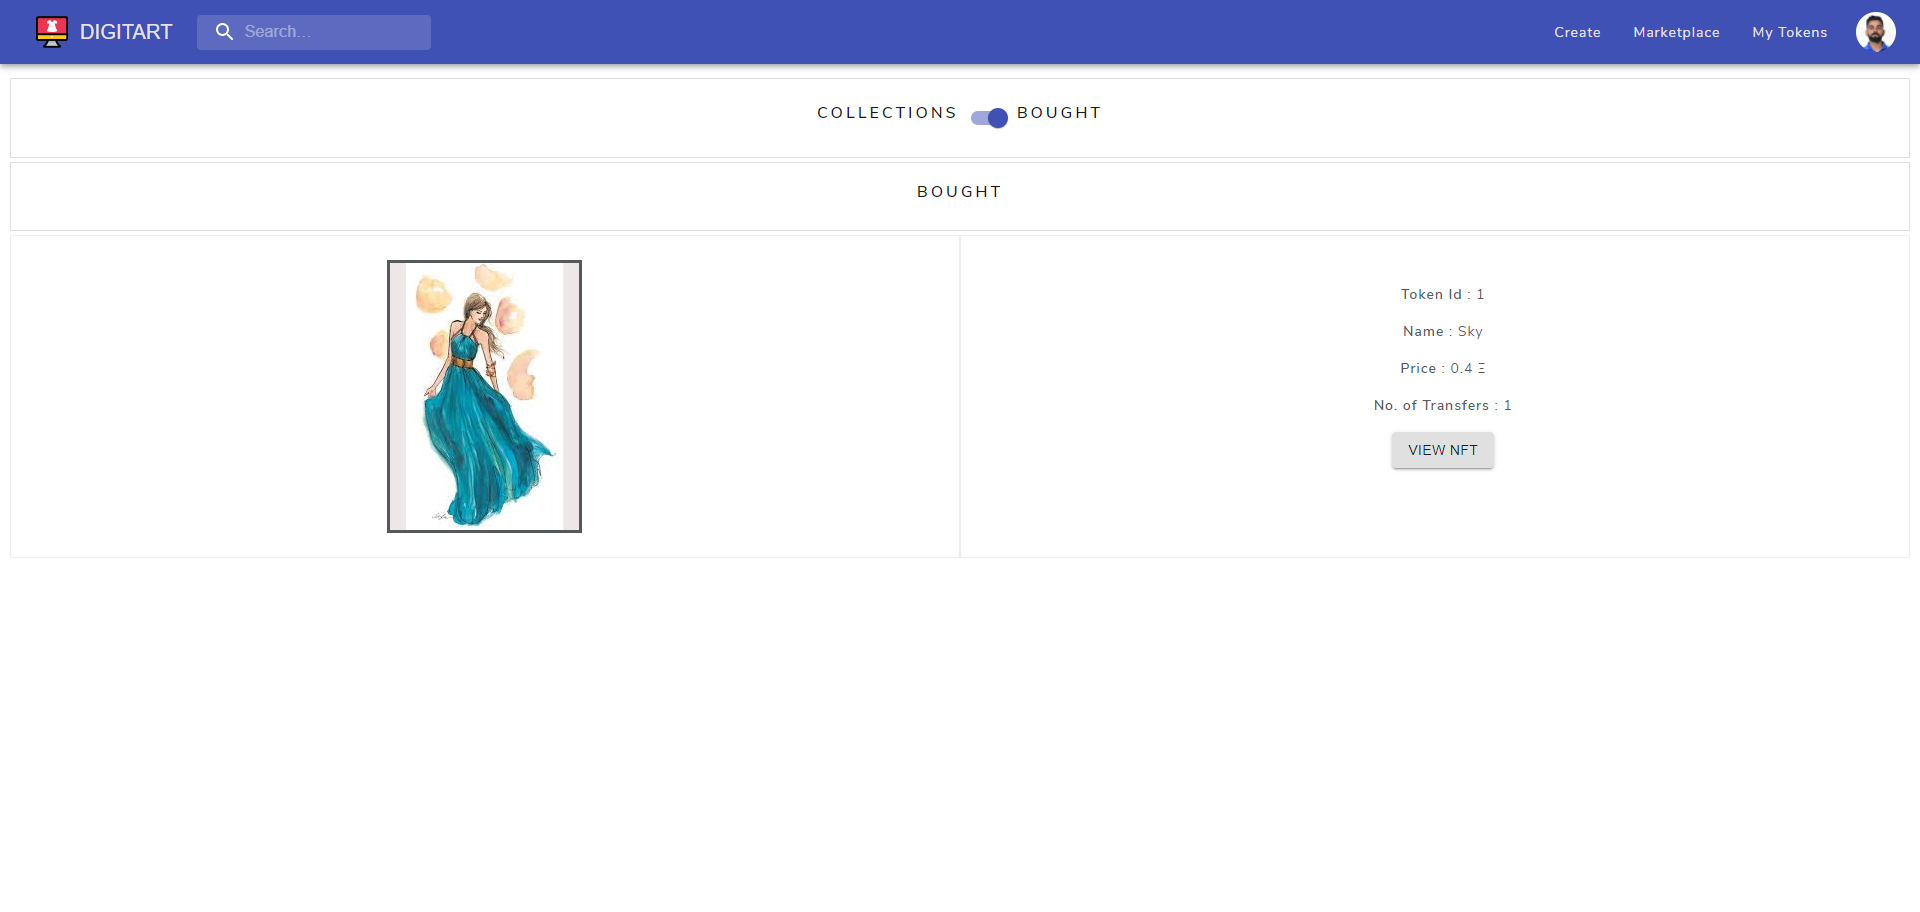 DIGITART
Search...
Create
Marketplace
My Tokens
COLLECTIONS
BOUGHT
BOUGHT
Token Id : 1
Name : Sky
Price : 0.4 Ξ
No. of Transfers : 1
VIEW NFT